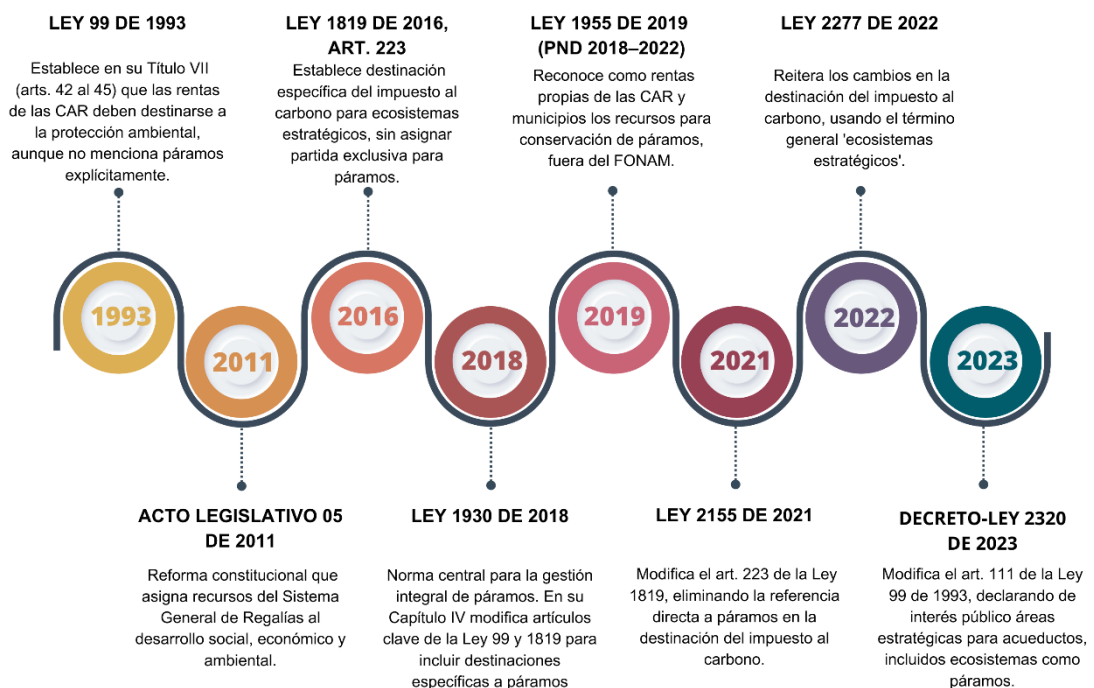 LEY 99 DE 1993
Establece en su Título VII
(arts. 42 al 45) que las rentas
de las CAR deben destinarse a
la protección ambiental,
aunque no menciona páramos
explícitamente.
LEY 1819 DE 2016,
ART. 223
Establece destinación
específica del impuesto al
carbono para ecosistemas
estratégicos, sin asignar
partida exclusiva para
páramos.
LEY 1955 DE 2019
(PND 2018–2022)
Reconoce como rentas
propias de las CAR y
municipios los recursos para
conservación de páramos,
fuera del FONAM.
LEY 2277 DE 2022
Reitera los cambios en la
destinación del impuesto al
carbono, usando el término
general 'ecosistemas
estratégicos'.
1993
2011
2016
2018
2019
2021
2022
2023
ACTO LEGISLATIVO 05
DE 2011
Reforma constitucional que
asigna recursos del Sistema
General de Regalías al
desarrollo social, económico y
ambiental.
LEY 1930 DE 2018
Norma central para la gestión
integral de páramos. En su
Capítulo IV modifica artículos
clave de la Ley 99 y 1819 para
incluir destinaciones
específicas a páramos
LEY 2155 DE 2021
Modifica el art. 223 de la Ley
1819, eliminando la referencia
directa a páramos en la
destinación del impuesto al
carbono.
DECRETO-LEY 2320
DE 2023
Modifica el art. 111 de la Ley
99 de 1993, declarando de
interés público áreas
estratégicas para acueductos,
incluidos ecosistemas como
páramos.